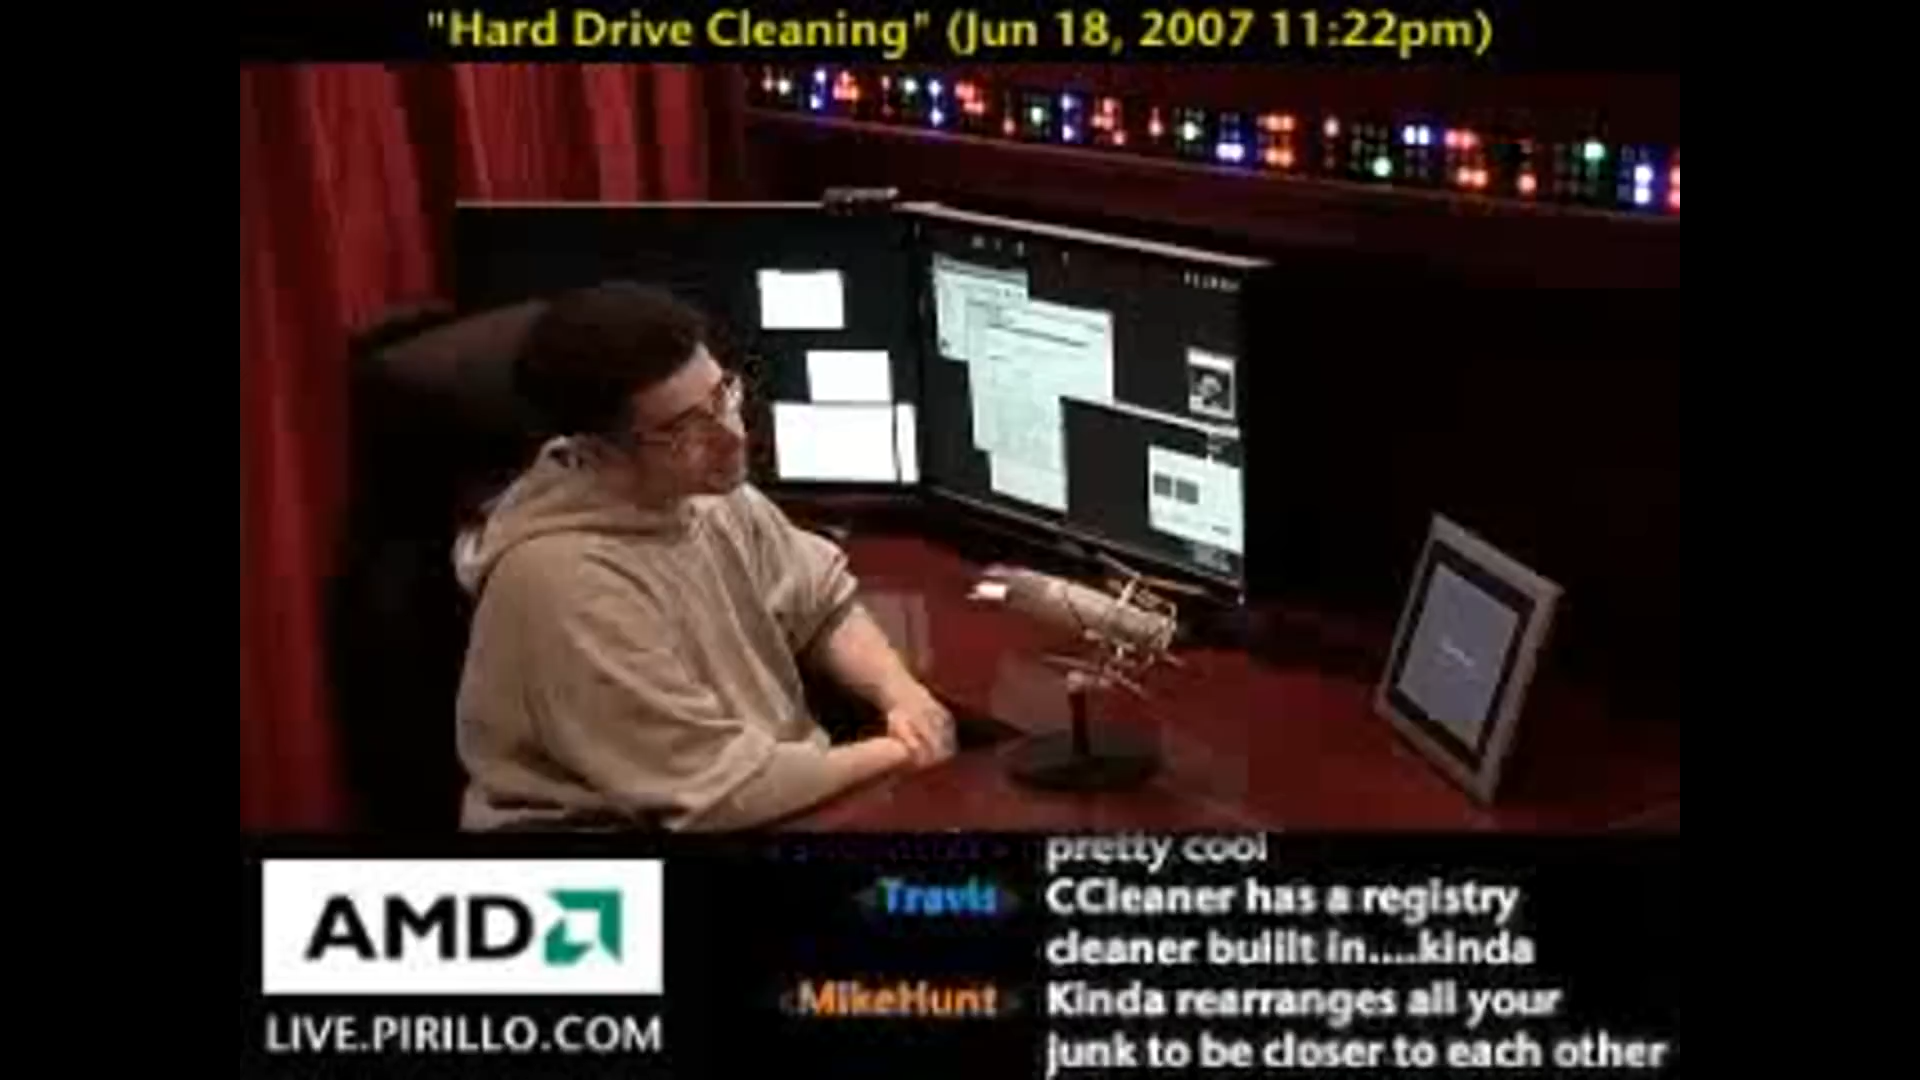 "Hard Drive Cleaning" (Jun 18, 2007 11:22pm)
pretty cool
Travis CCleaner has a registry
cleaner buillt in....kinda
<MikeHunt> Kinda rearranges all your
junk to be closer to each other
AMD
LIVE.PIRILLO.COM